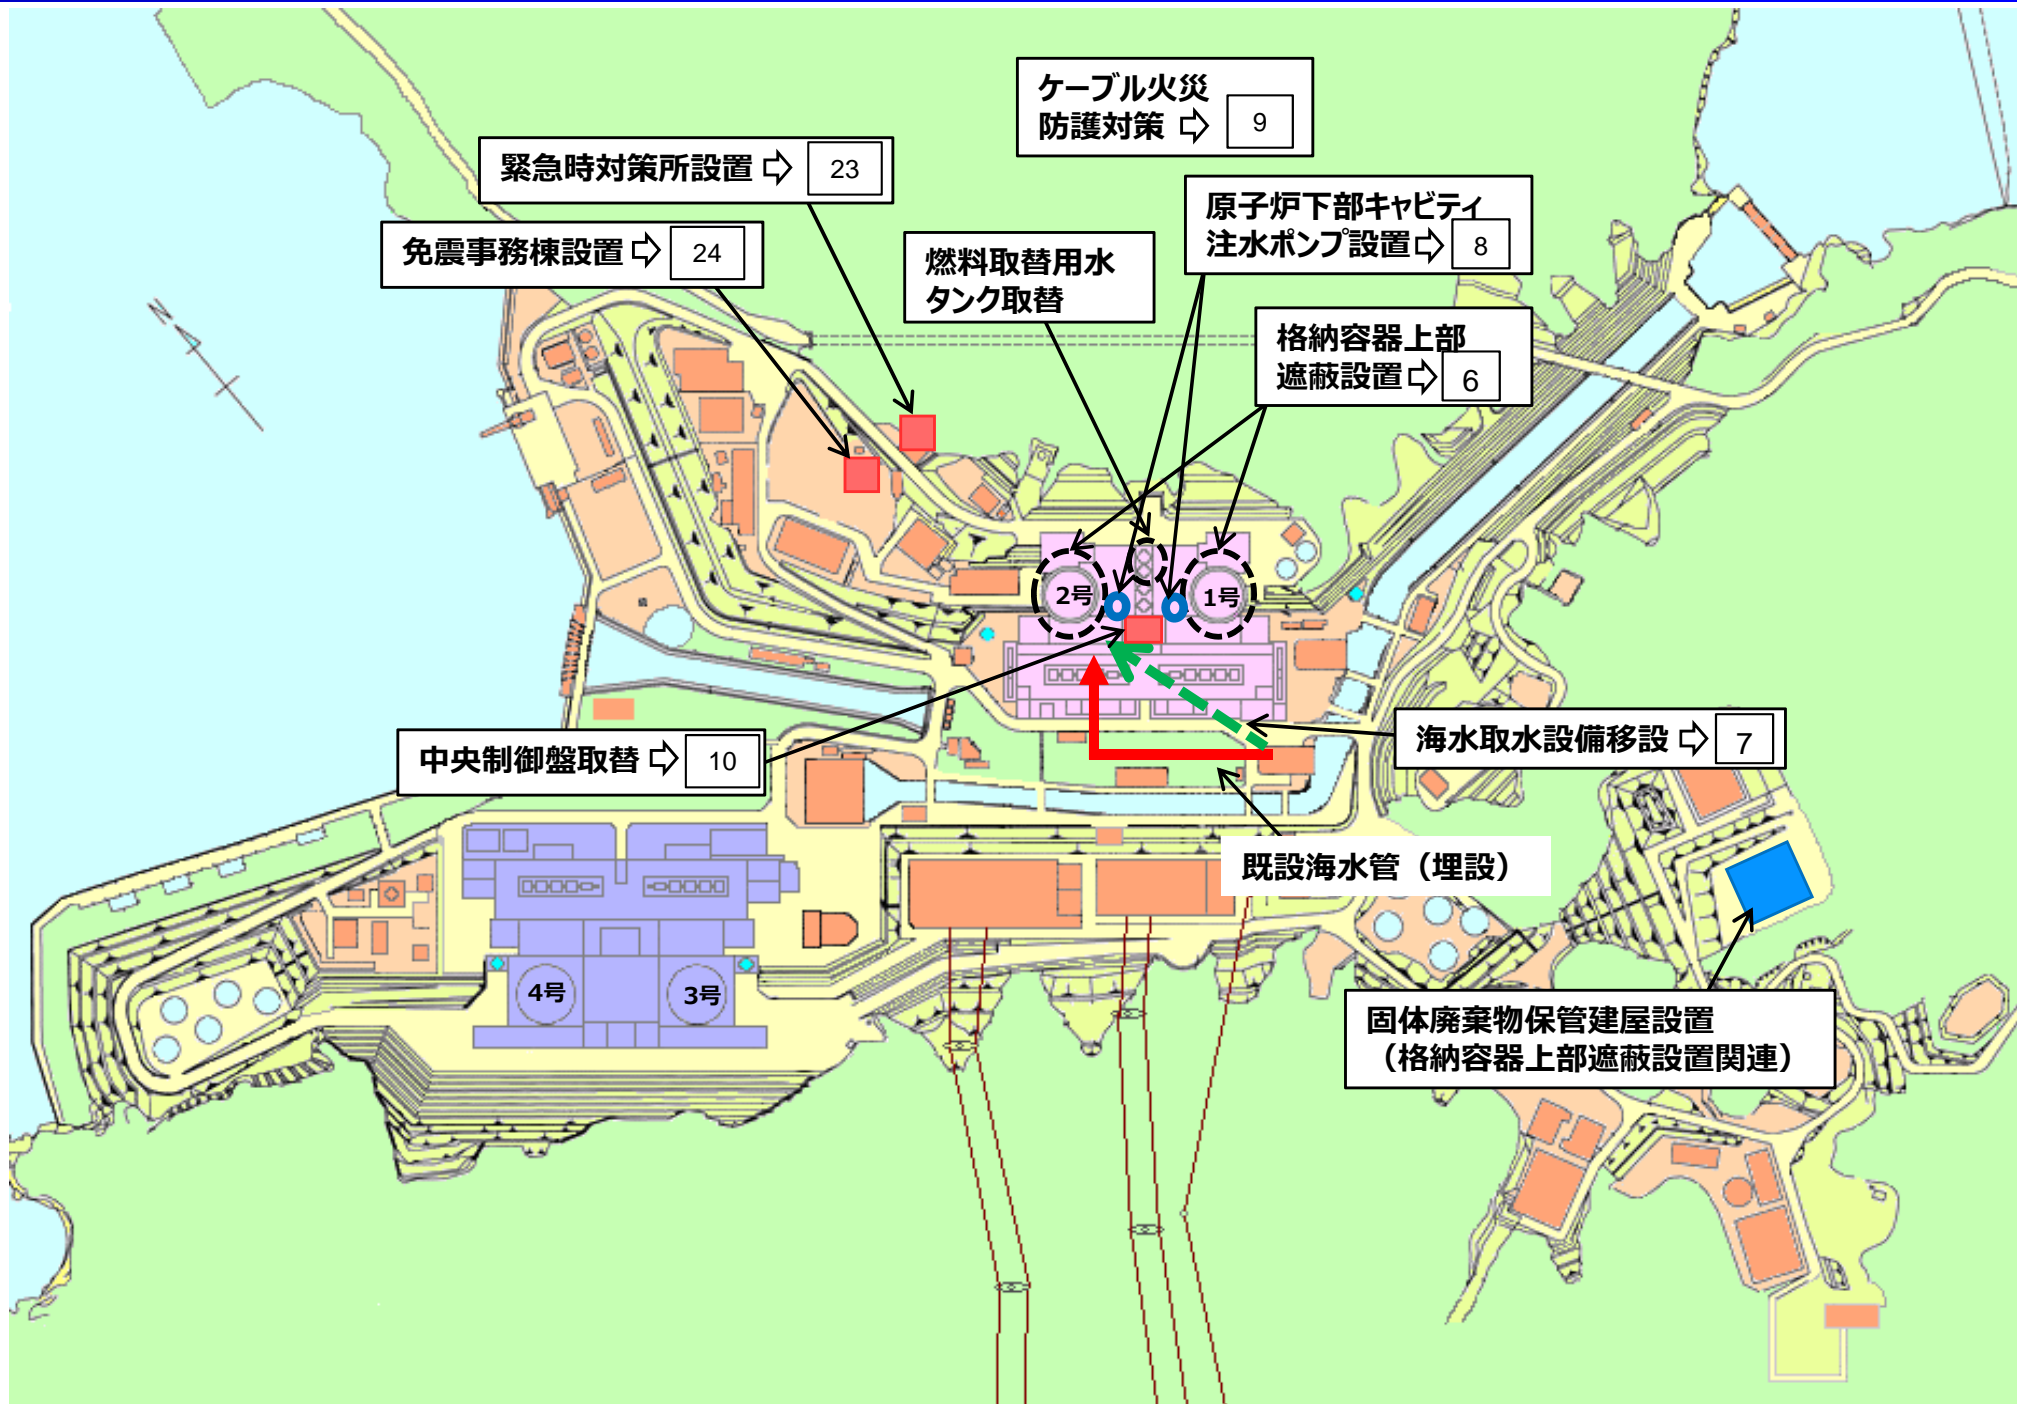 ケーブル火災
防護対策 ⇨ 9
緊急時対策所設置 ⇨ 23
原子炉下部キャビティ
注水ポンプ設置 ⇨ 8
免震事務棟設置 ⇨ 24
燃料取替用水
タンク取替
格納容器上部
遮蔽設置 ⇨ 6
N
2号
1号
海水取水設備移設 ⇨ 7
中央制御盤取替 ⇨ 10
既設海水管（埋設）
4号
3号
固体廃棄物保管建屋設置
（格納容器上部遮蔽設置関連）